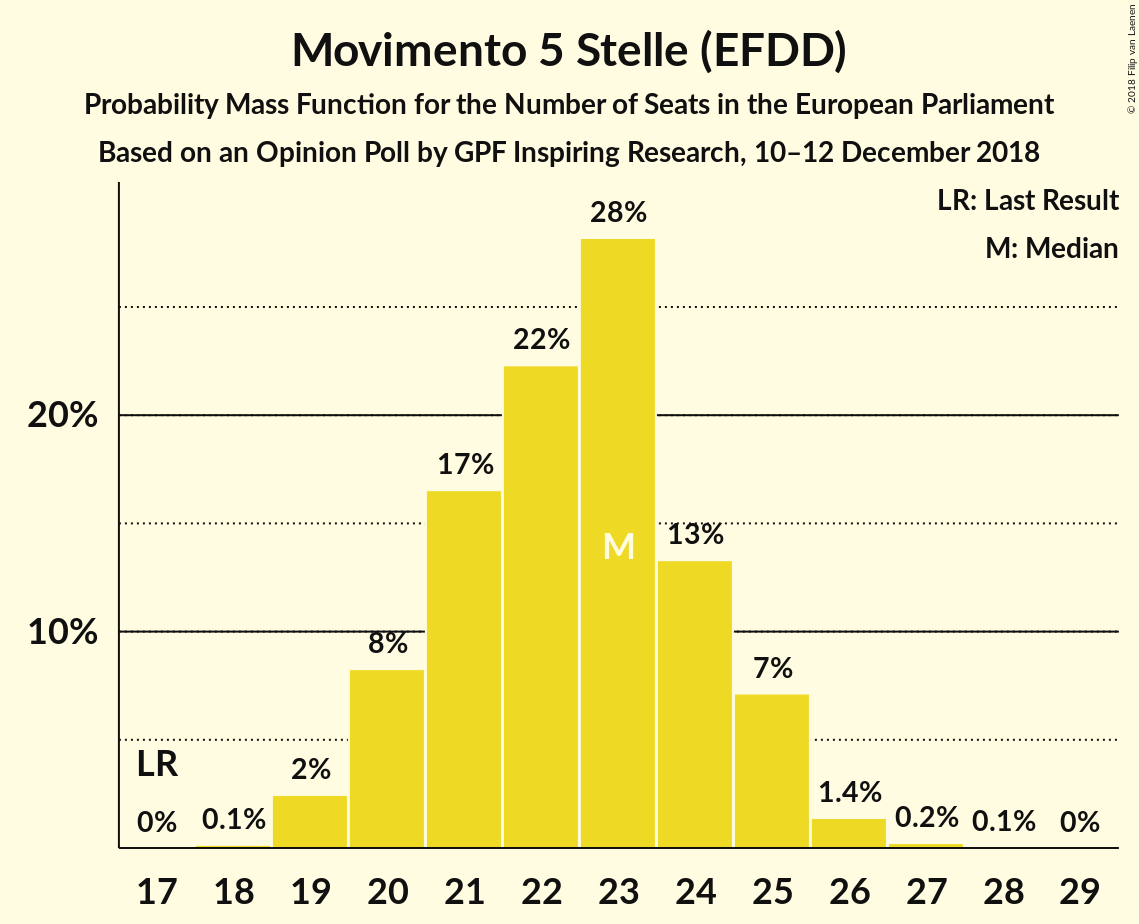 Movimento 5 Stelle (EFDD)
Probability Mass Function for the Number of Seats in the European Parliament
Based on an Opinion Poll by GPF Inspiring Research, 10–12 December 2018
© 2018 Filip van Laenen
LR: Last Result
M: Median
28%
22%
20%
17%
13%
M
10%
8%
7%
LR
2%
1.4%
0%
0.1%
0.2%
0.1%
0%
17 18 19 20 21 22 23 24 25 26 27 28 29